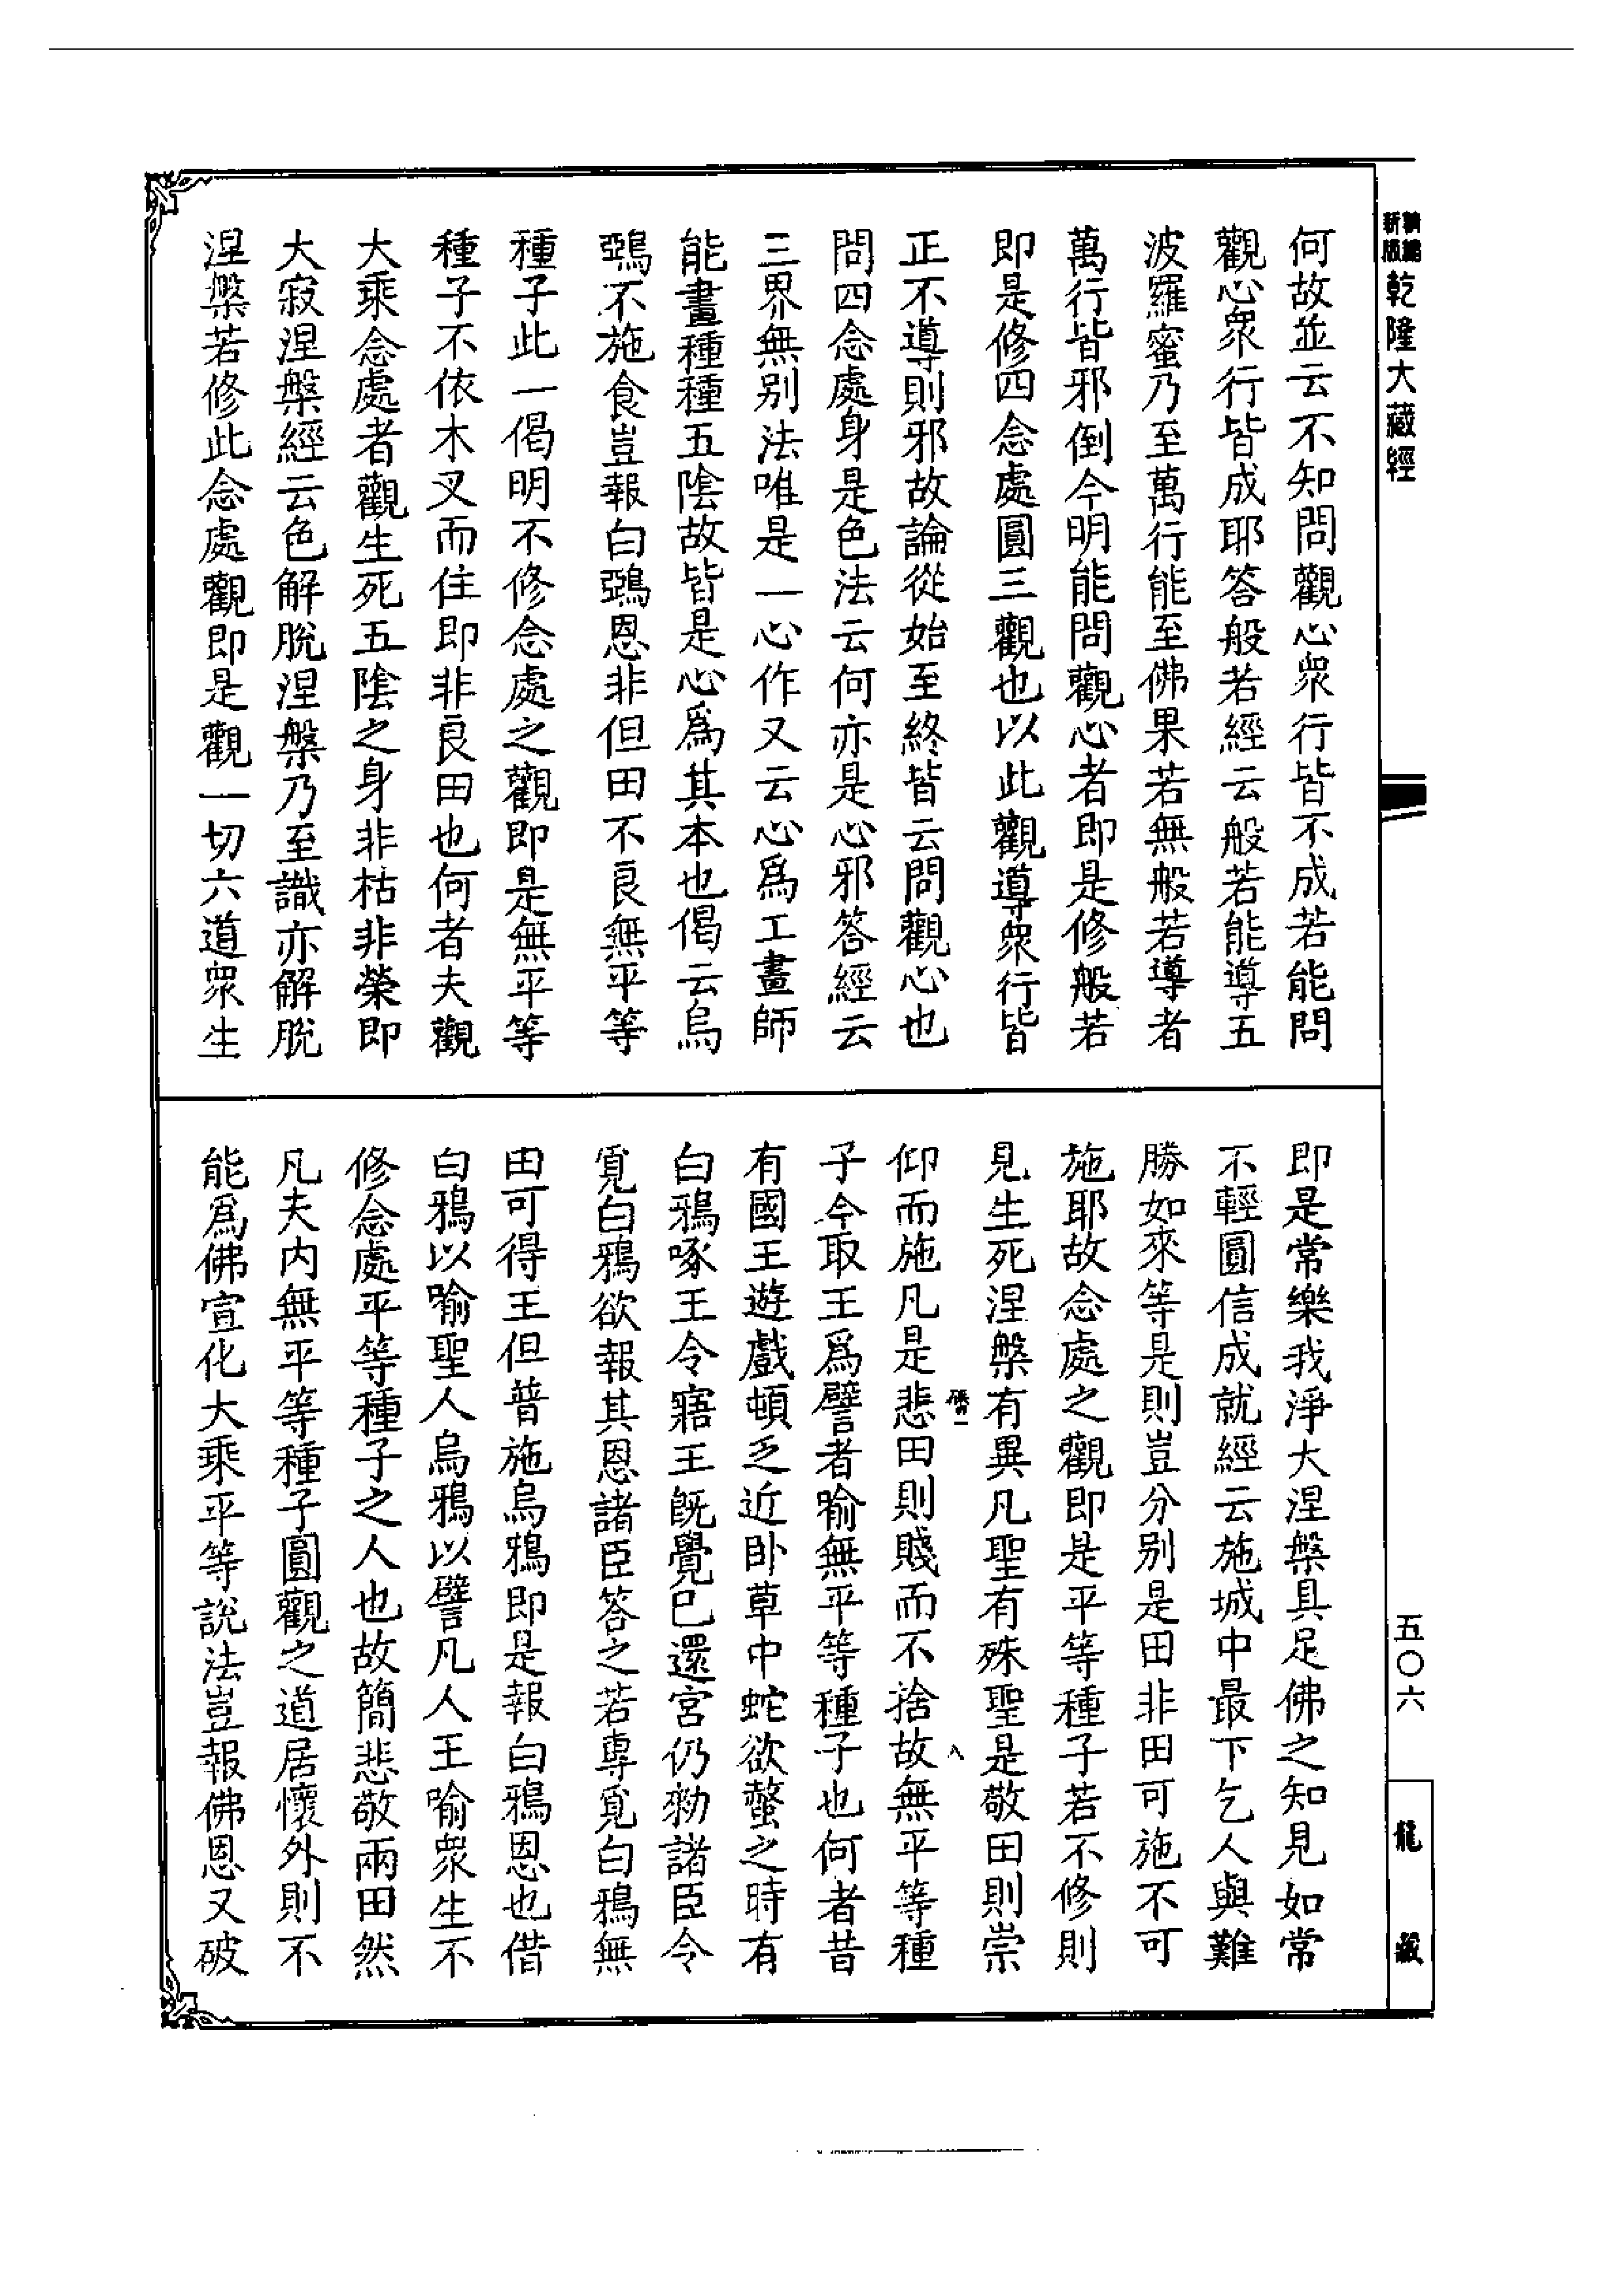 新編縮版 乾隆大藏經
何故並云不知問觀心衆行皆不成若能問
觀心衆行皆成耶答般若經云般若能導五
波羅蜜乃至萬行能至佛果若無般若導者
萬行皆邪倒今明能問觀心者即是修般若
即是修四念處圓三觀也以此觀導衆行皆
正不導則邪故論從始至終皆云問觀心也
問四念處身是色法云何亦是心邪答經云
三界無別法唯是一心作又云心爲工畫師
能畫種種五陰故皆是心爲其本也偈云烏
鵶不施食豈報白鵶恩非但田不良無平等
種子此一偈明不修念處之觀即是無平等
種子不依木叉而住即非良田也何者夫觀
大乘念處者觀生死五陰之身非枯非榮即
大寂涅槃經云色解脫涅槃乃至識亦解脫
涅槃若修此念處觀即是觀一切六道衆生
即是常樂我淨大涅槃具足佛之知見如常
不輕圓信成就經云施城中最下乞人與難
勝如來等是則豈分別是田非田可施不可
施耶故念處之觀即是平等種子若不修則
見生死涅槃有異凡聖有殊聖是敬田則崇
仰而施凡是悲田則賤而不捨故無平等種
子今取王爲譬者喻無平等種子也何者昔
有國王遊戲頓乏近卧草中蛇欲螫之時有
白鴉啄王令寤王旣覺已還宮仍勑諸臣令
覓白鴉欲報其恩諸臣答之若專覓白鴉無
由可得王但普施烏鴉即是報白鴉恩也借
白鴉以喻聖人烏鴉以譬凡人王喻衆生不
修念處平等種子之人也故簡悲敬兩田然
凡夫内無平等種子圓觀之道居懷外則不
能爲佛宣化大乘平等說法豈報佛恩又破
八
五〇六
龍藏